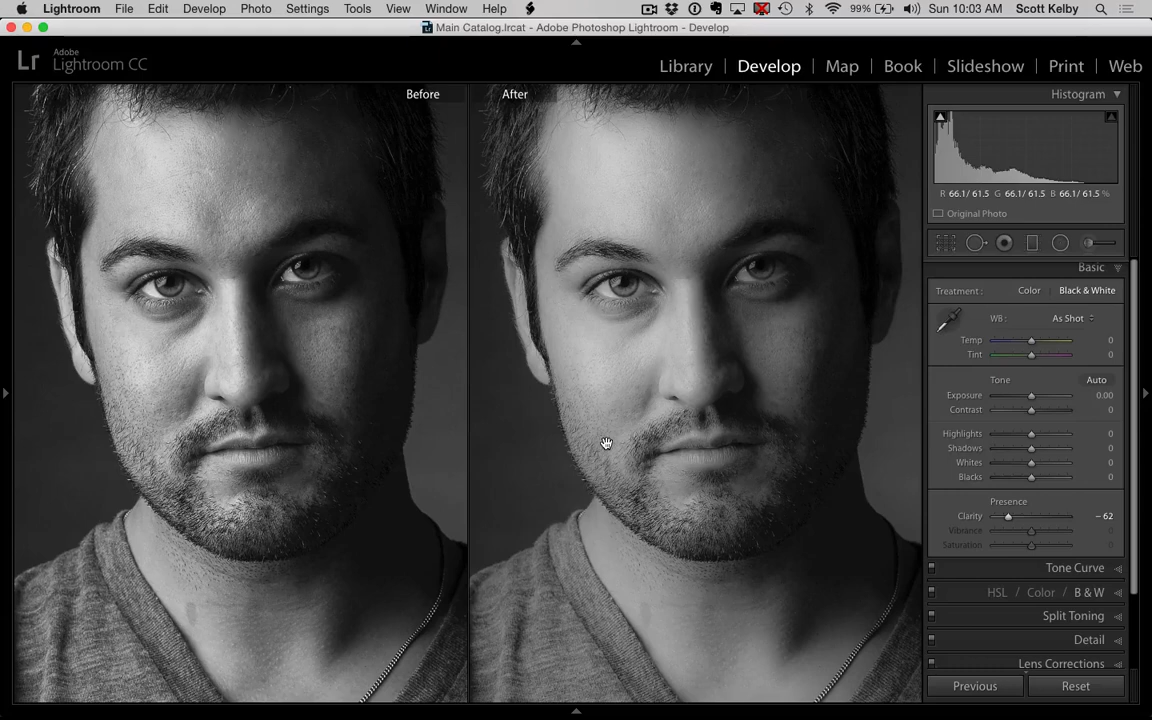 Lightroom File Edit Develop Photo Settings Tools View Window Help 99% Sun 10:03 AM Scott Kelby
Main Catalog.lrcat - Adobe Photoshop Lightroom - Develop
Lr Adobe Lightroom CC
Library | Develop | Map | Book | Slideshow | Print | Web
Before
After
Histogram
R 66.1/ 61.5 G 66.1/ 61.5 B 66.1/ 61.5 %
Original Photo
Basic
Treatment : Color | Black & White
WB : As Shot
Temp 0
Tint 0
Tone Auto
Exposure 0.00
Contrast 0
Highlights 0
Shadows 0
Whites 0
Blacks 0
Presence
Clarity – 62
Vibrance 0
Saturation 0
Tone Curve
HSL / Color / B & W
Split Toning
Detail
Lens Corrections
Previous Reset